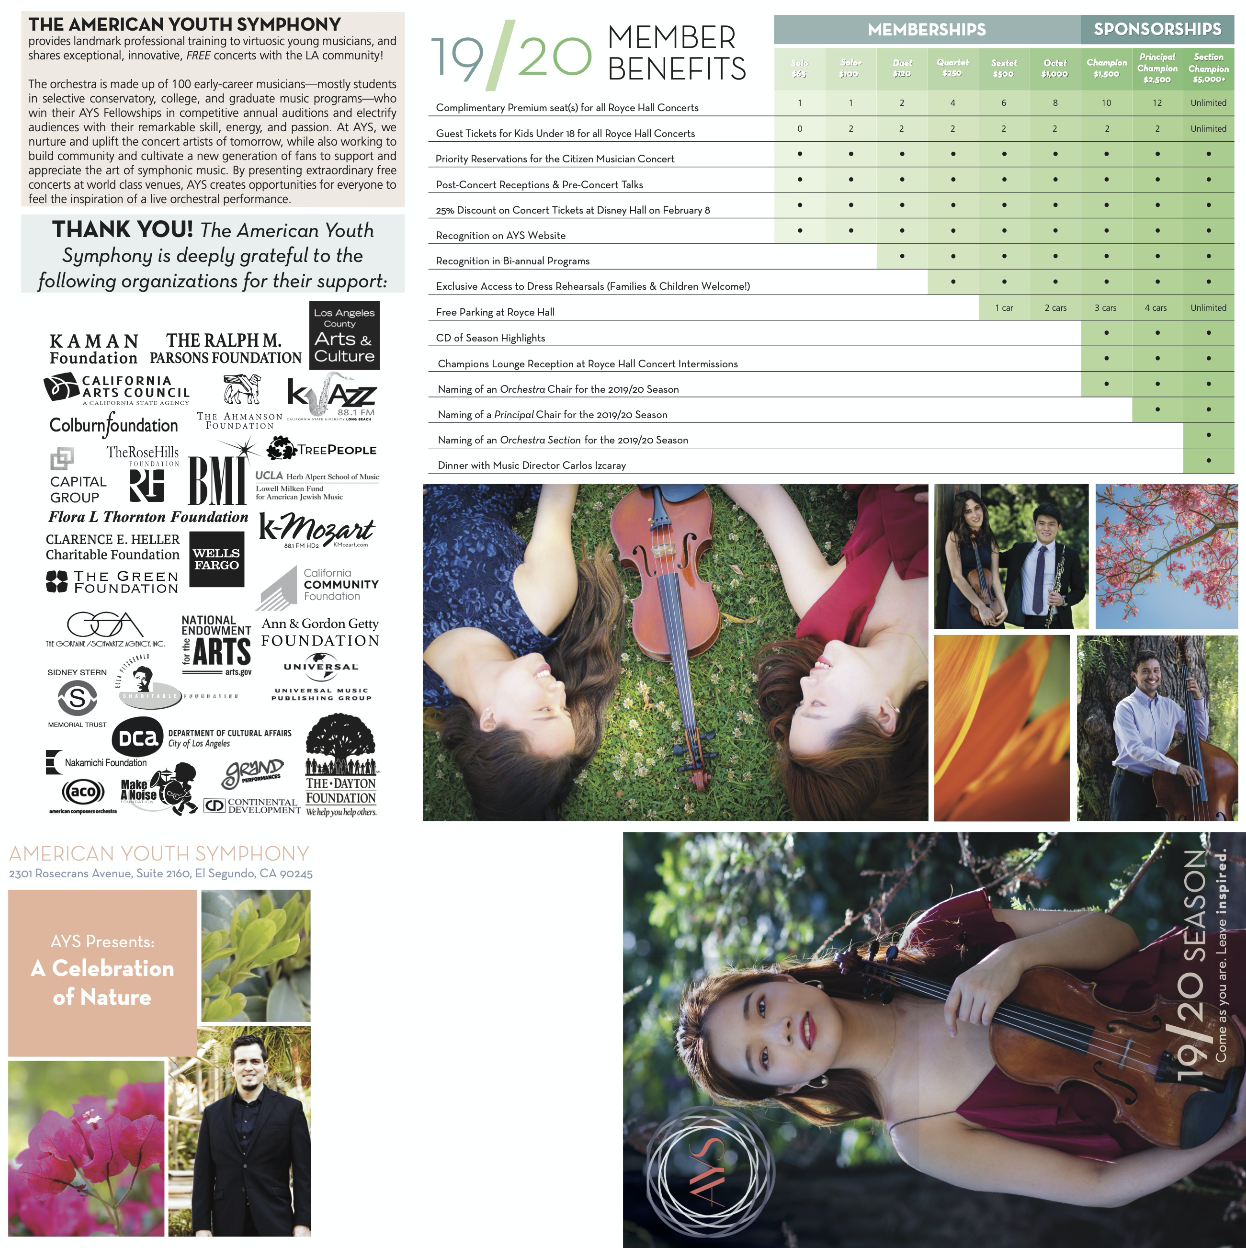 THE AMERICAN YOUTH SYMPHONY
provides landmark professional training to virtuosic young musicians, and
shares exceptional, innovative, FREE concerts with the LA community!
The orchestra is made up of 100 early-career musicians—mostly students
in selective conservatory, college, and graduate music programs—who
win their AYS Fellowships in competitive annual auditions and electrify
audiences with their remarkable skill, energy, and passion. At AYS, we
nurture and uplift the concert artists of tomorrow, while also working to
build community and cultivate a new generation of fans to support and
appreciate the art of symphonic music. By presenting extraordinary free
concerts at world class venues, AYS creates opportunities for everyone to
feel the inspiration of a live orchestral performance.
THANK YOU! The American Youth
Symphony is deeply grateful to the
following organizations for their support:
KAMAN
Foundation
THE RALPH M.
PARSONS FOUNDATION
Los Angeles
County
Arts &
Culture
CALIFORNIA
ARTS COUNCIL
A CALIFORNIA STATE AGENCY
THE AHMANSON
FOUNDATION
kJAZZ
88.1 FM
CALIFORNIA STATE UNIVERSITY, LONG BEACH
Colburnfoundation
CAPITAL
GROUP
TheRoseHills
FOUNDATION
RH
BMI
TREEPEOPLE
UCLA Herb Alpert School of Music
Lowell Milken Fund
for American Jewish Music
Flora L Thornton Foundation
k-Mozart
88.1 FM HD2 KMozart.com
CLARENCE E. HELLER
Charitable Foundation
WELLS
FARGO
THE GREEN
FOUNDATION
California
COMMUNITY
Foundation
GSA
THE GORFAINE/SCHWARTZ AGENCY, INC.
NATIONAL
ENDOWMENT
for the
ARTS
arts.gov
Ann & Gordon Getty
FOUNDATION
SIDNEY STERN
S
MEMORIAL TRUST
ELLA FITZGERALD
CHARITABLE FOUNDATION
UNIVERSAL
UNIVERSAL MUSIC
PUBLISHING GROUP
DCA
DEPARTMENT OF CULTURAL AFFAIRS
City of Los Angeles
Nakamichi Foundation
aco
american composers orchestra
Make
A Noise
FOUNDATION
GRAND
PERFORMANCES
CONTINENTAL
DEVELOPMENT
THE·DAYTON
FOUNDATION
We help you help others.
19/20 MEMBER
BENEFITS
MEMBERSHIPS SPONSORSHIPS
Solo $65 Solo+ $100 Duet $120 Quartet $250 Sextet $500 Octet $1,000 Champion $1,500 Principal Champion $2,500 Section Champion $5,000+
Complimentary Premium seat(s) for all Royce Hall Concerts 1 1 2 4 6 8 10 12 Unlimited
Guest Tickets for Kids Under 18 for all Royce Hall Concerts 0 2 2 2 2 2 2 2 Unlimited
Priority Reservations for the Citizen Musician Concert • • • • • • • • •
Post-Concert Receptions & Pre-Concert Talks • • • • • • • • •
25% Discount on Concert Tickets at Disney Hall on February 8 • • • • • • • • •
Recognition on AYS Website • • • • • • • • •
Recognition in Bi-annual Programs • • • • • • •
Exclusive Access to Dress Rehearsals (Families & Children Welcome!) • • • • • •
Free Parking at Royce Hall 1 car 2 cars 3 cars 4 cars Unlimited
CD of Season Highlights • • •
Champions Lounge Reception at Royce Hall Concert Intermissions • • •
Naming of an Orchestra Chair for the 2019/20 Season • • •
Naming of a Principal Chair for the 2019/20 Season • •
Naming of an Orchestra Section for the 2019/20 Season •
Dinner with Music Director Carlos Izcaray •
AMERICAN YOUTH SYMPHONY
2301 Rosecrans Avenue, Suite 2160, El Segundo, CA 90245
AYS Presents:
A Celebration
of Nature
19/20 SEASON
Come as you are. Leave inspired.
AYS